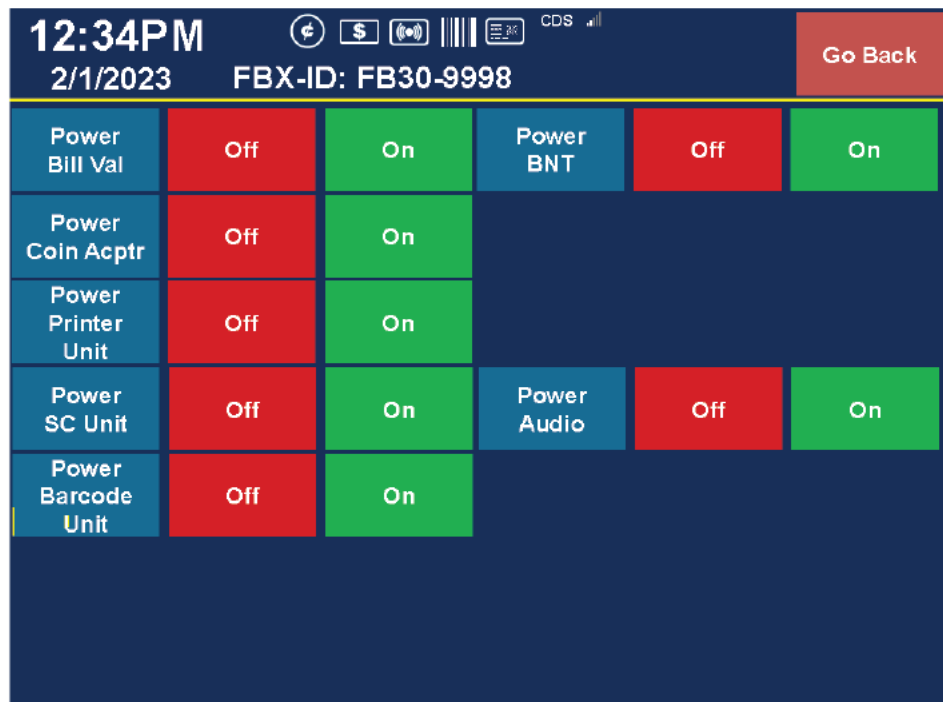 12:34PM
CDS
2/1/2023
FBX-ID: FB30-9998
Go Back
Power
Bill Val
Off
On
Power
BNT
Off
On
Power
Coin Acptr
Off
On
Power
Printer
Unit
Off
On
Power
SC Unit
Off
On
Power
Audio
Off
On
Power
Barcode
Unit
Off
On